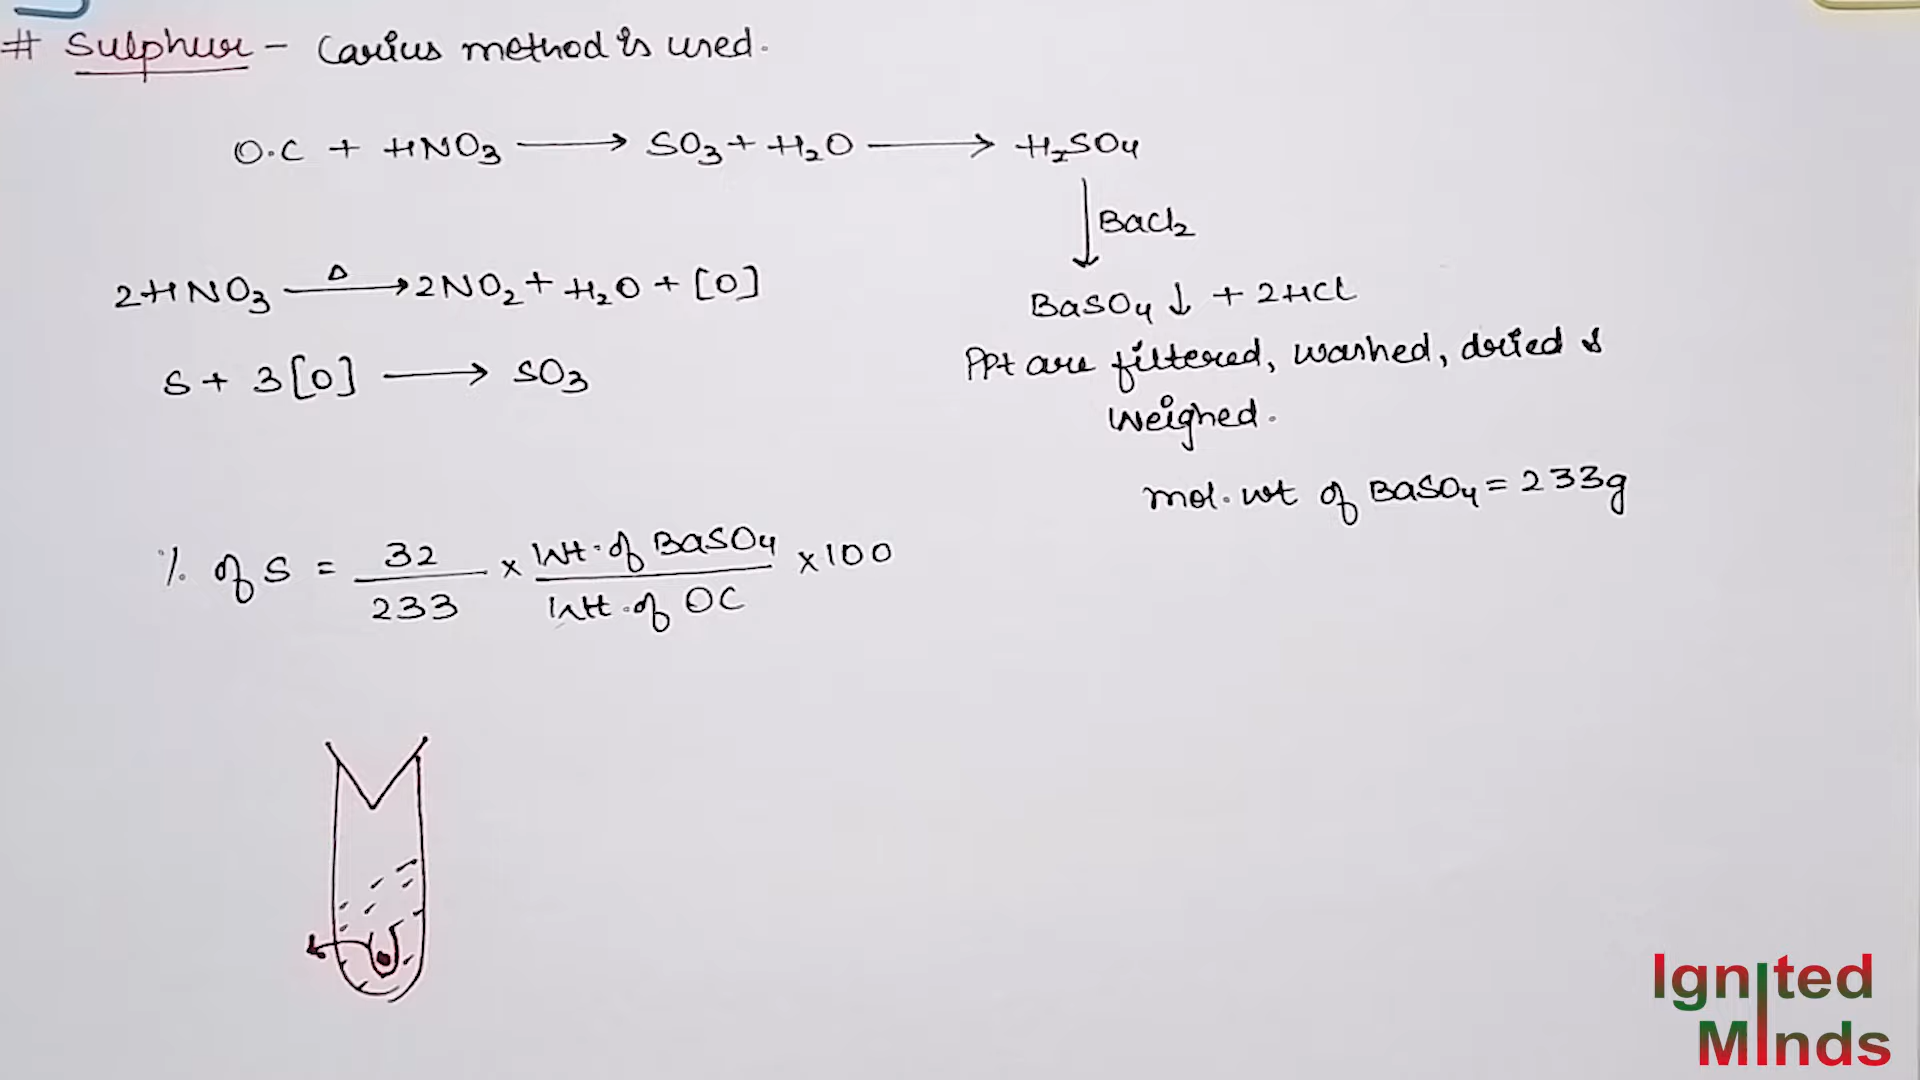 # Sulphur - Carius method is used.
O.C + HNO3 ⟶ SO3 + H2O ⟶ H2SO4
↓ BaCl2
2HNO3 —Δ→ 2NO2 + H2O + [O]
BaSO4 ↓ + 2HCl
S + 3[O] ⟶ SO3
Ppt are filtered, washed, dried &
weighed.
mol. wt of BaSO4 = 233g
% of S = 32/233 × Wt. of BaSO4/Wt. of OC × 100
Ignited
Minds